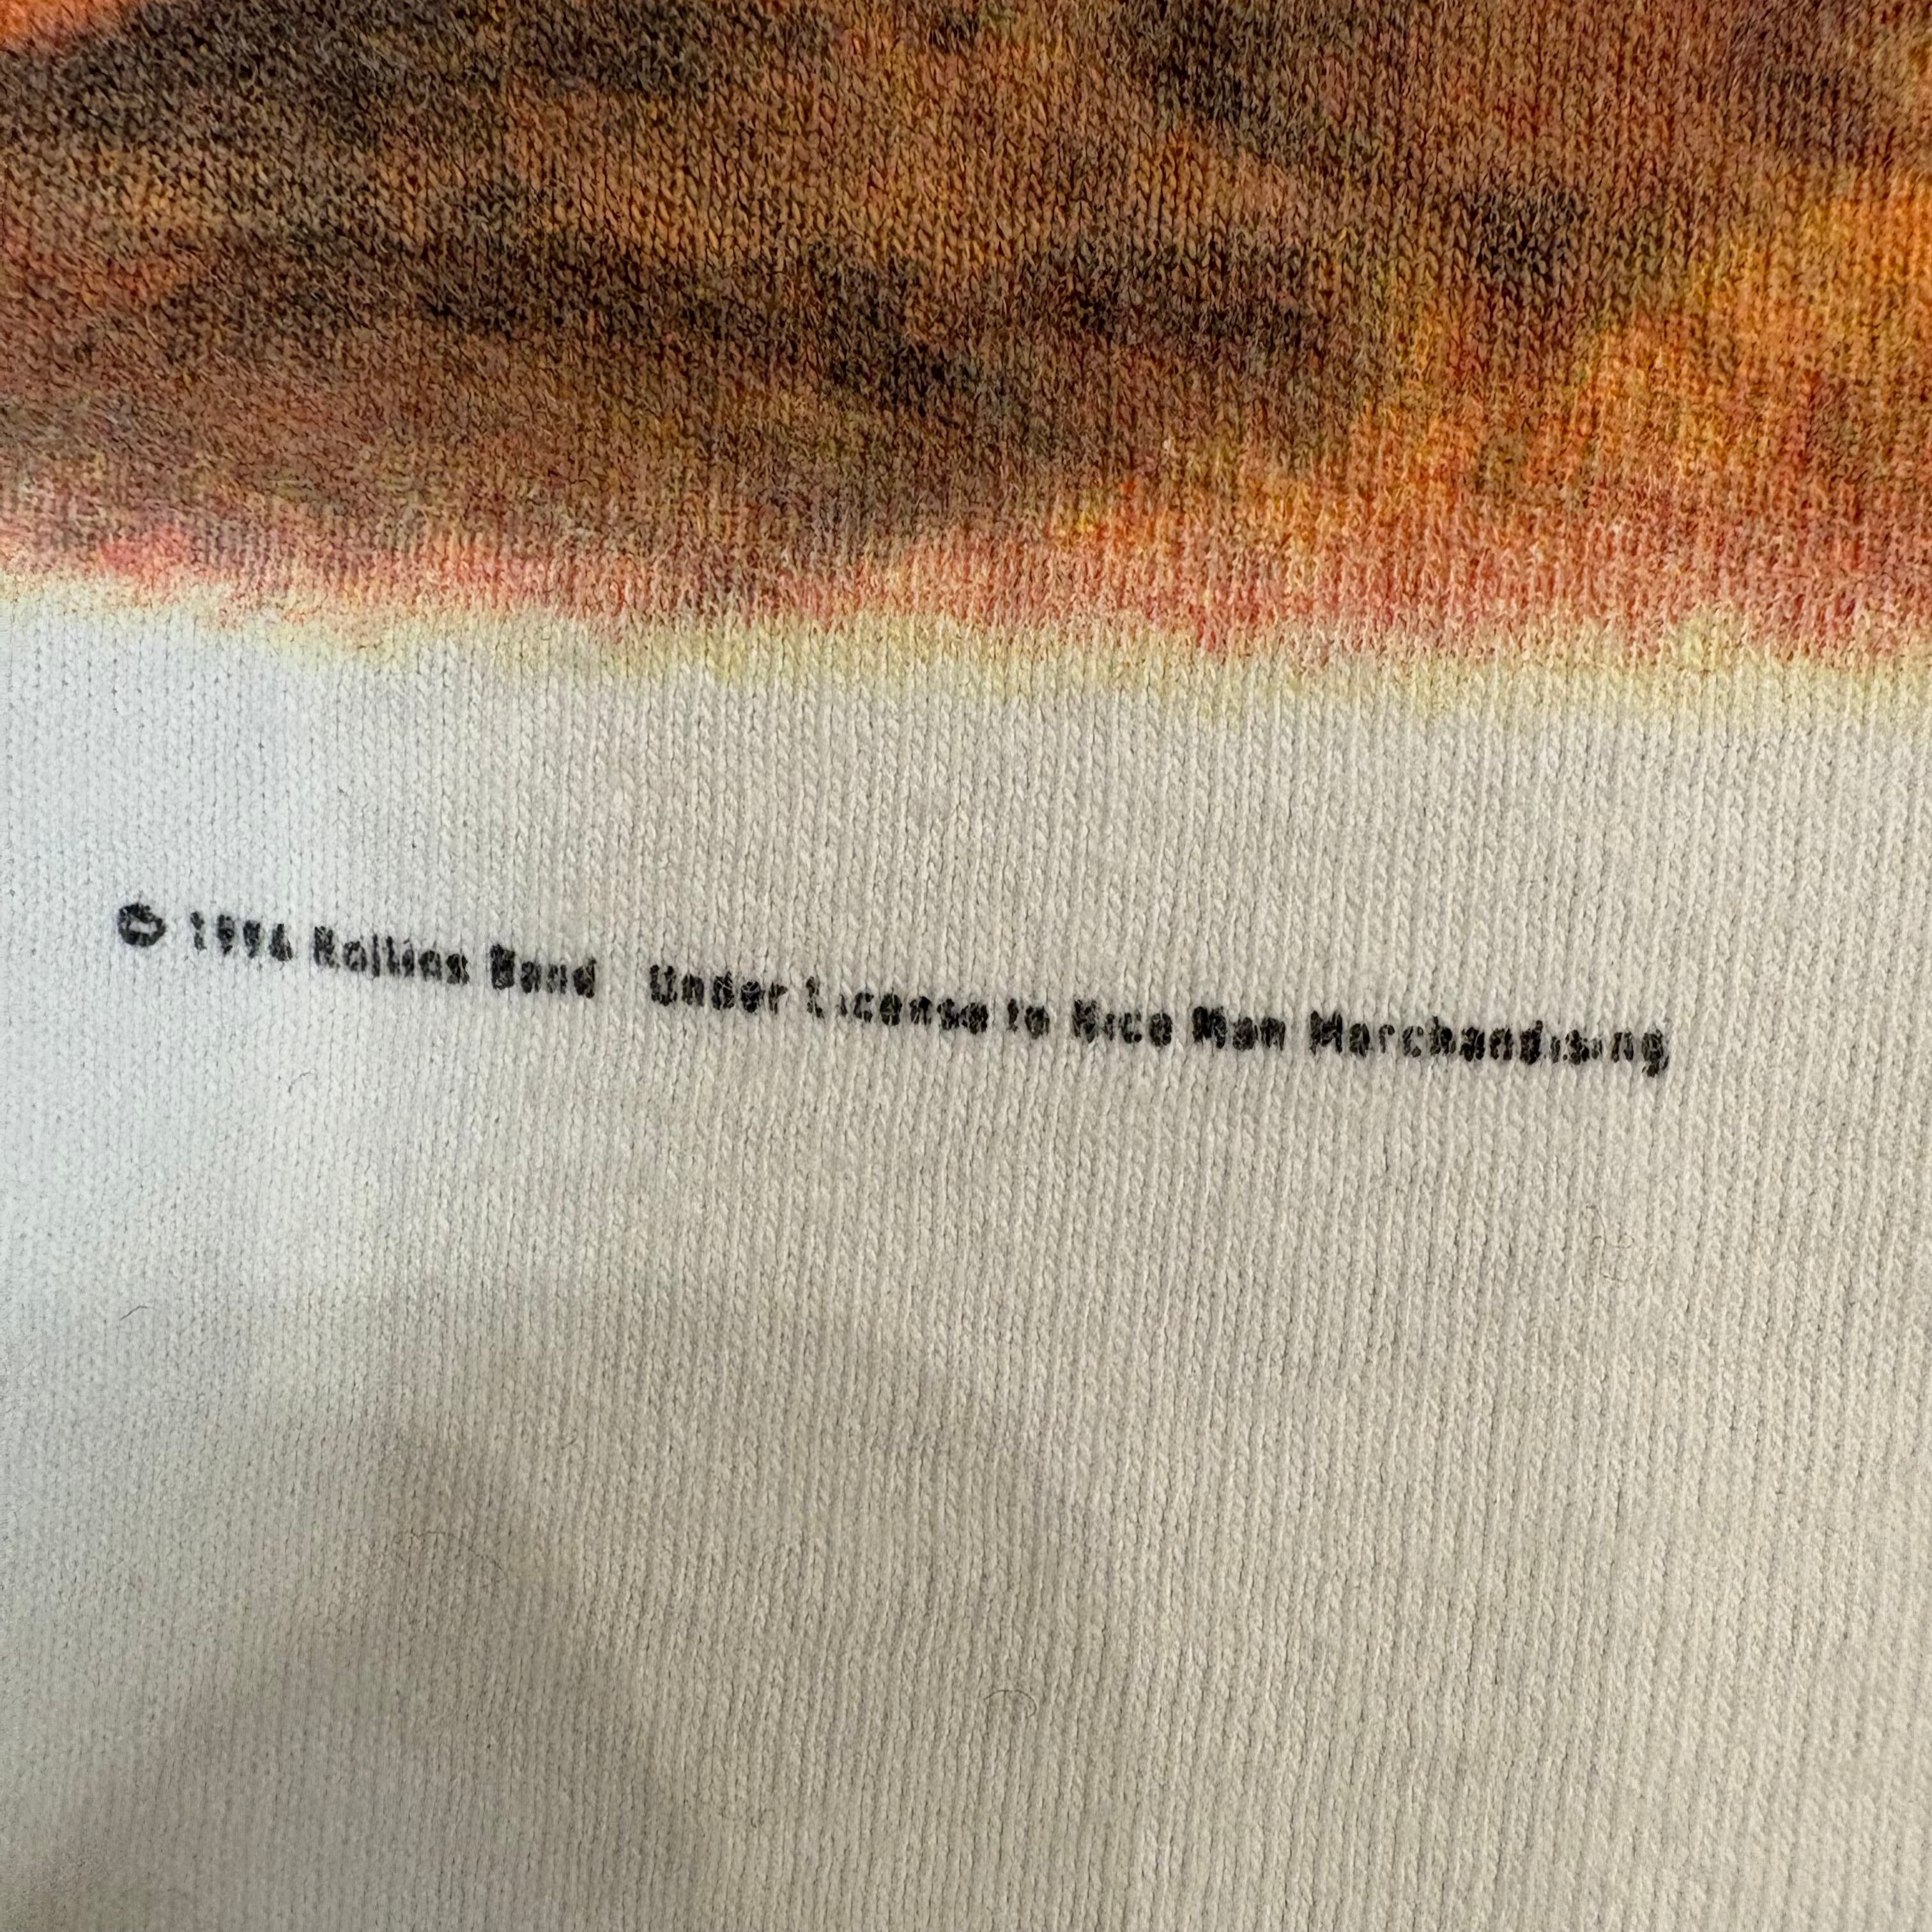 © 1994 Rollins Band Under License to Nice Man Merchandising